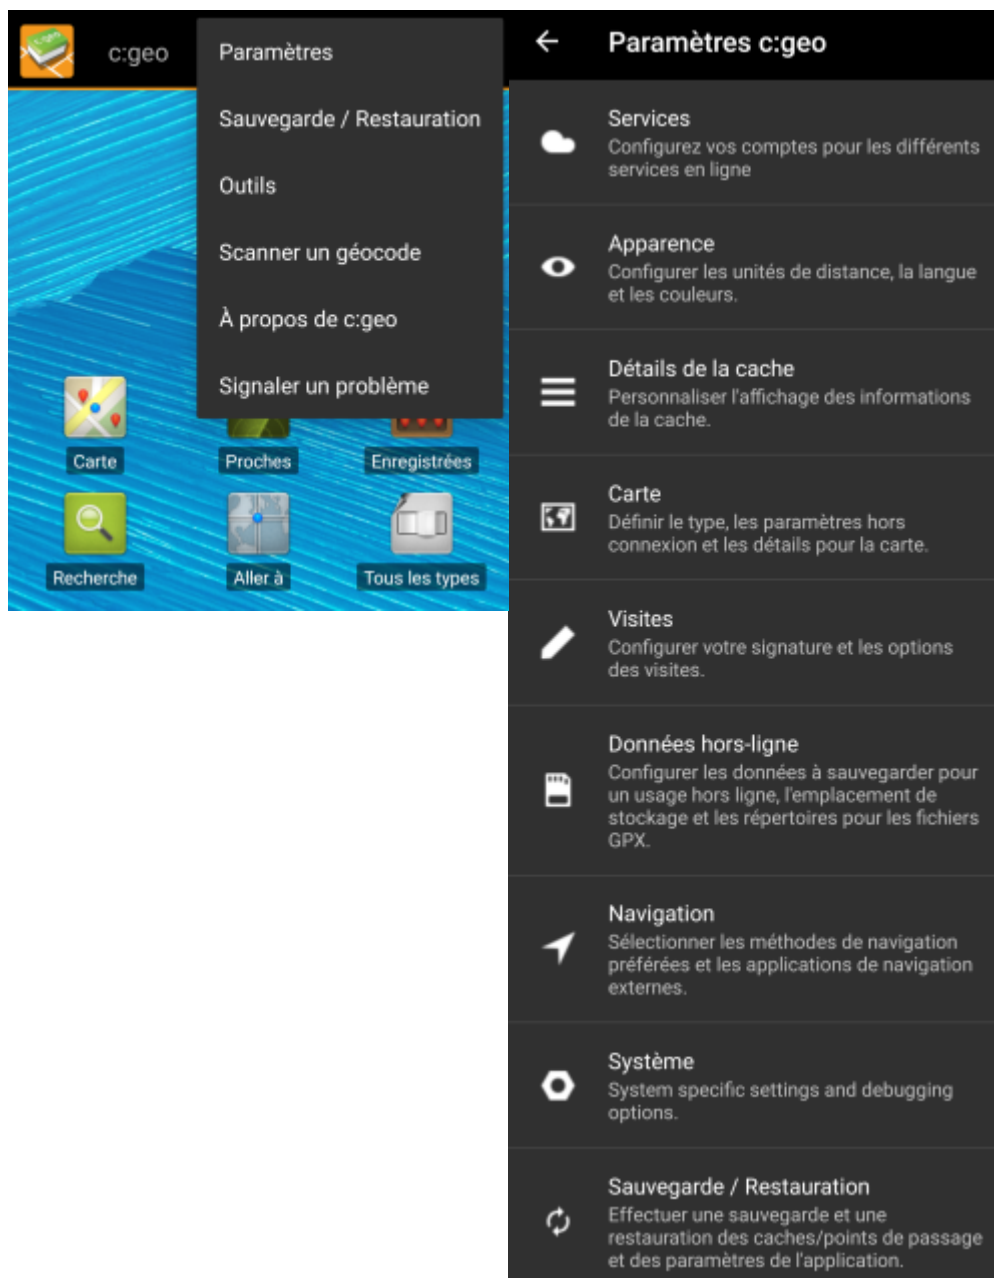 c:geo
Paramètres
Sauvegarde / Restauration
Outils
Scanner un géocode
À propos de c:geo
Signaler un problème
Carte
Proches
Enregistrées
Recherche
Aller à
Tous les types
Paramètres c:geo
Services
Configurez vos comptes pour les différents
services en ligne
Apparence
Configurer les unités de distance, la langue
et les couleurs.
Détails de la cache
Personnaliser l'affichage des informations
de la cache.
Carte
Définir le type, les paramètres hors
connexion et les détails pour la carte.
Visites
Configurer votre signature et les options
des visites.
Données hors-ligne
Configurer les données à sauvegarder pour
un usage hors ligne, l'emplacement de
stockage et les répertoires pour les fichiers
GPX.
Navigation
Sélectionner les méthodes de navigation
préférées et les applications de navigation
externes.
Système
System specific settings and debugging
options.
Sauvegarde / Restauration
Effectuer une sauvegarde et une
restauration des caches/points de passage
et des paramètres de l'application.